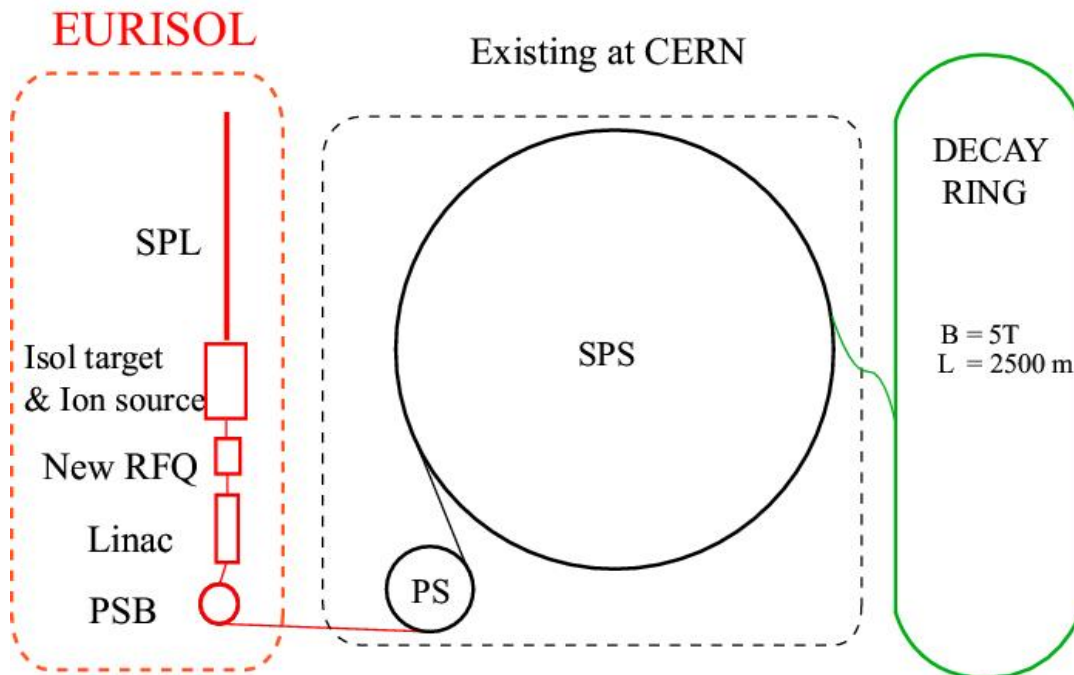 EURISOL
Existing at CERN
SPL
Isol target
& Ion source
New RFQ
Linac
PSB
PS
SPS
DECAY
RING
B = 5T
L = 2500 m